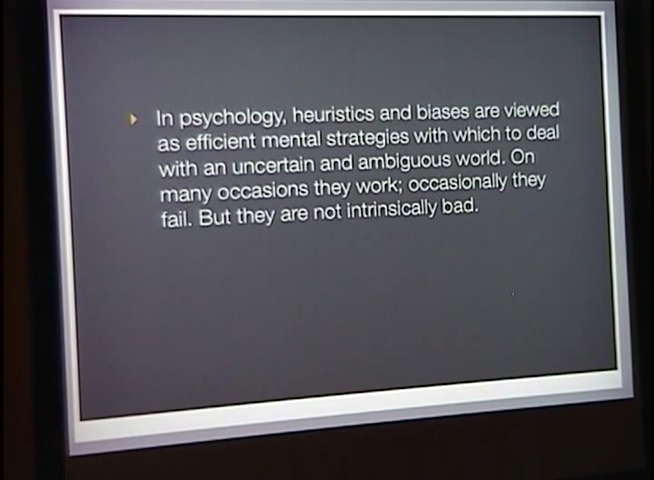 In psychology, heuristics and biases are viewed
as efficient mental strategies with which to deal
with an uncertain and ambiguous world. On
many occasions they work; occasionally they
fail. But they are not intrinsically bad.